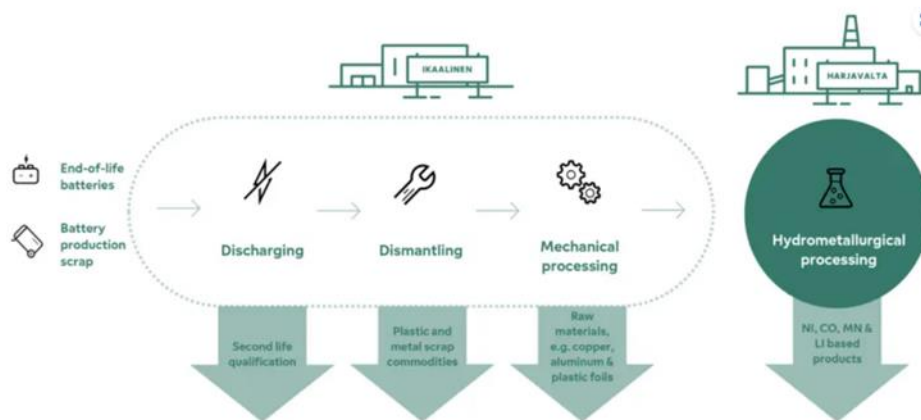 IKAALINEN
HARJAVALTA
End-of-life
batteries
Battery
production
scrap
Discharging
Dismantling
Mechanical
processing
Hydrometallurgical
processing
Second life
qualification
Plastic and
metal scrap
commodities
Raw
materials,
e.g. copper,
aluminum &
plastic foils
NI, CO, MN &
LI based
products